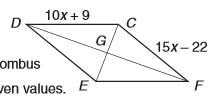 10x + 9
D
C
G
15x – 22
ombus
ven values.
E
F